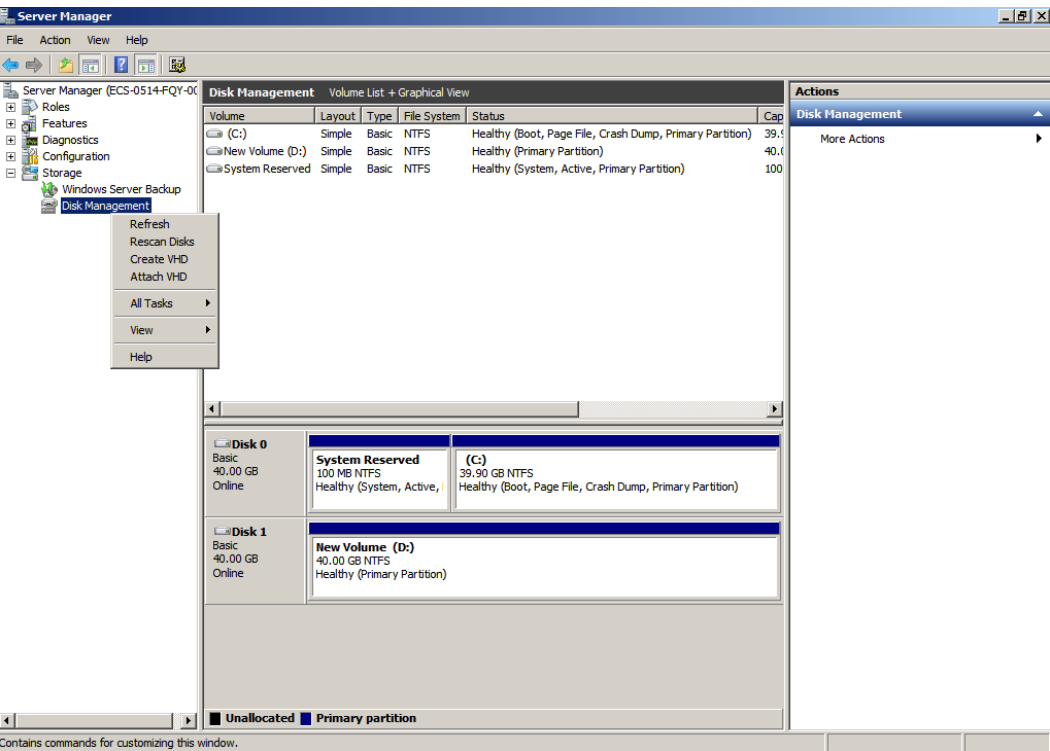 Server Manager
File Action View Help
Server Manager (ECS-0514-FQY-00
Roles
Features
Diagnostics
Configuration
Storage
Windows Server Backup
Disk Management
Refresh
Rescan Disks
Create VHD
Attach VHD
All Tasks
View
Help
Disk Management Volume List + Graphical View
Volume Layout Type File System Status Cap
(C:) Simple Basic NTFS Healthy (Boot, Page File, Crash Dump, Primary Partition) 39.9
New Volume (D:) Simple Basic NTFS Healthy (Primary Partition) 40.0
System Reserved Simple Basic NTFS Healthy (System, Active, Primary Partition) 100
Disk 0
Basic
40.00 GB
Online
System Reserved
100 MB NTFS
Healthy (System, Active,
(C:)
39.90 GB NTFS
Healthy (Boot, Page File, Crash Dump, Primary Partition)
Disk 1
Basic
40.00 GB
Online
New Volume (D:)
40.00 GB NTFS
Healthy (Primary Partition)
Unallocated Primary partition
Actions
Disk Management
More Actions
Contains commands for customizing this window.